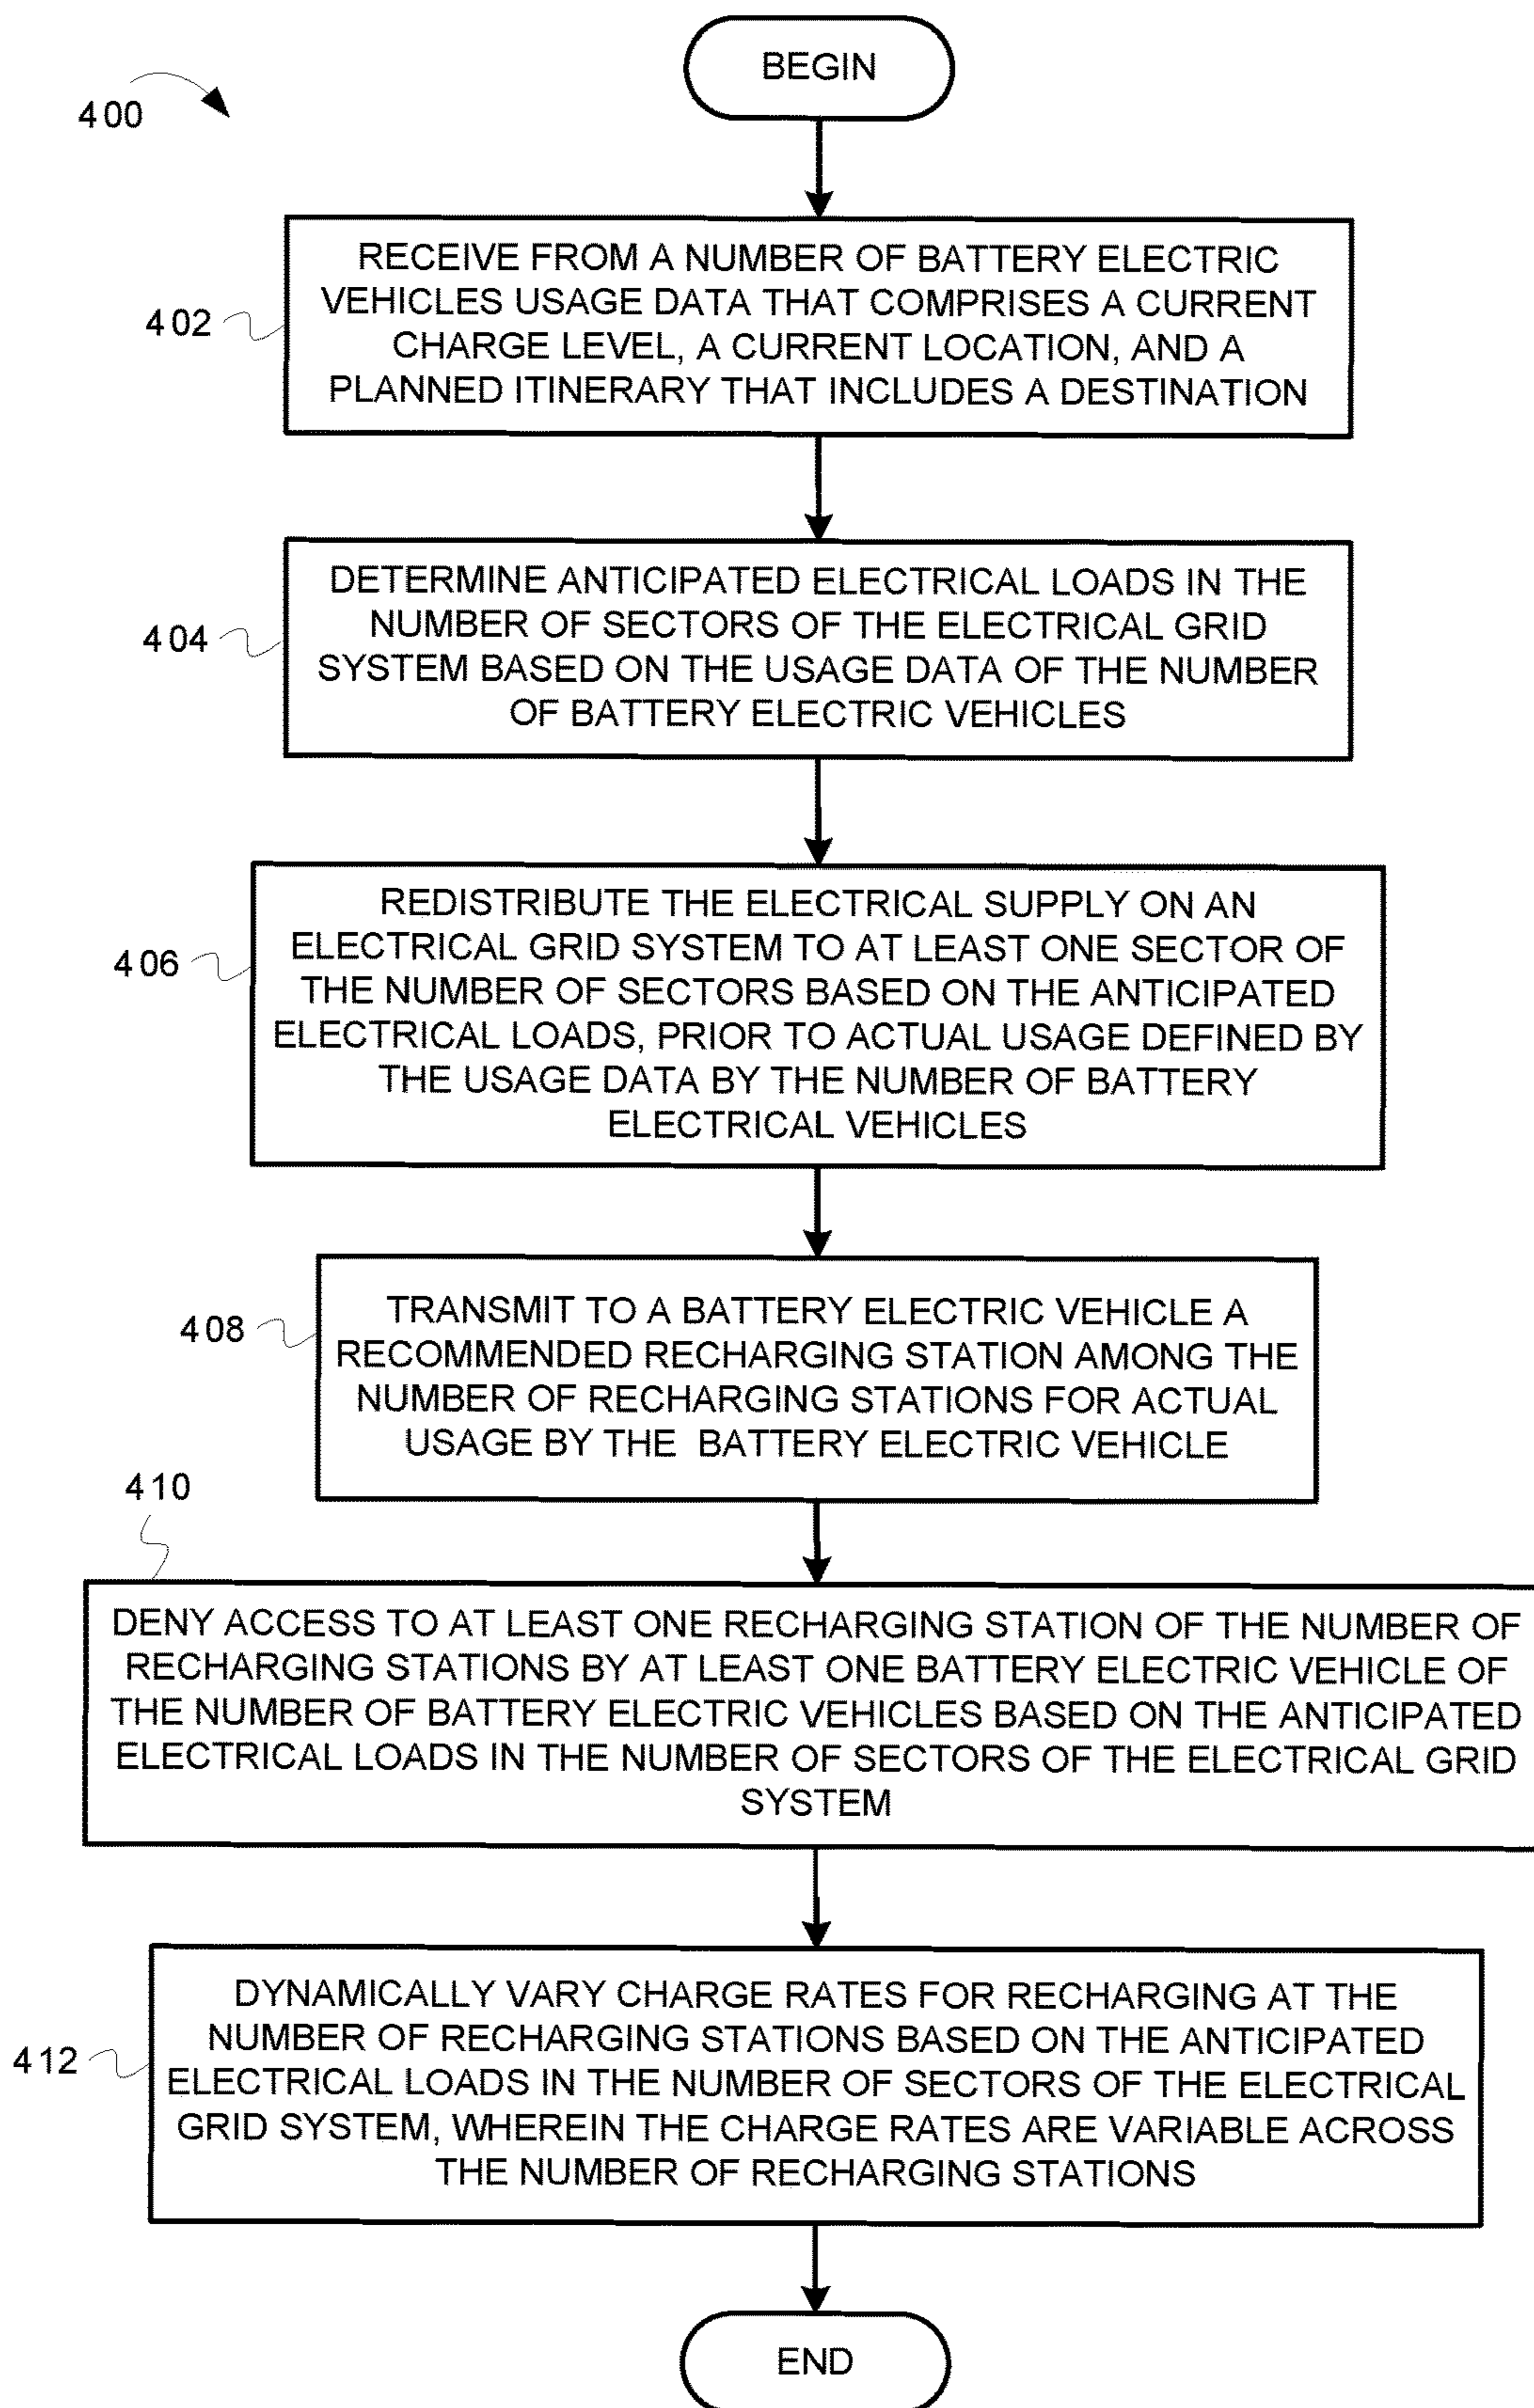 BEGIN
400
RECEIVE FROM A NUMBER OF BATTERY ELECTRIC
VEHICLES USAGE DATA THAT COMPRISES A CURRENT
CHARGE LEVEL, A CURRENT LOCATION, AND A
PLANNED ITINERARY THAT INCLUDES A DESTINATION
402
DETERMINE ANTICIPATED ELECTRICAL LOADS IN THE
NUMBER OF SECTORS OF THE ELECTRICAL GRID
SYSTEM BASED ON THE USAGE DATA OF THE NUMBER
OF BATTERY ELECTRIC VEHICLES
404
REDISTRIBUTE THE ELECTRICAL SUPPLY ON AN
ELECTRICAL GRID SYSTEM TO AT LEAST ONE SECTOR OF
THE NUMBER OF SECTORS BASED ON THE ANTICIPATED
ELECTRICAL LOADS, PRIOR TO ACTUAL USAGE DEFINED BY
THE USAGE DATA BY THE NUMBER OF BATTERY
ELECTRICAL VEHICLES
406
TRANSMIT TO A BATTERY ELECTRIC VEHICLE A
RECOMMENDED RECHARGING STATION AMONG THE
NUMBER OF RECHARGING STATIONS FOR ACTUAL
USAGE BY THE BATTERY ELECTRIC VEHICLE
408
410
DENY ACCESS TO AT LEAST ONE RECHARGING STATION OF THE NUMBER OF
RECHARGING STATIONS BY AT LEAST ONE BATTERY ELECTRIC VEHICLE OF
THE NUMBER OF BATTERY ELECTRIC VEHICLES BASED ON THE ANTICIPATED
ELECTRICAL LOADS IN THE NUMBER OF SECTORS OF THE ELECTRICAL GRID
SYSTEM
DYNAMICALLY VARY CHARGE RATES FOR RECHARGING AT THE
NUMBER OF RECHARGING STATIONS BASED ON THE ANTICIPATED
ELECTRICAL LOADS IN THE NUMBER OF SECTORS OF THE ELECTRICAL
GRID SYSTEM, WHEREIN THE CHARGE RATES ARE VARIABLE ACROSS
THE NUMBER OF RECHARGING STATIONS
412
END